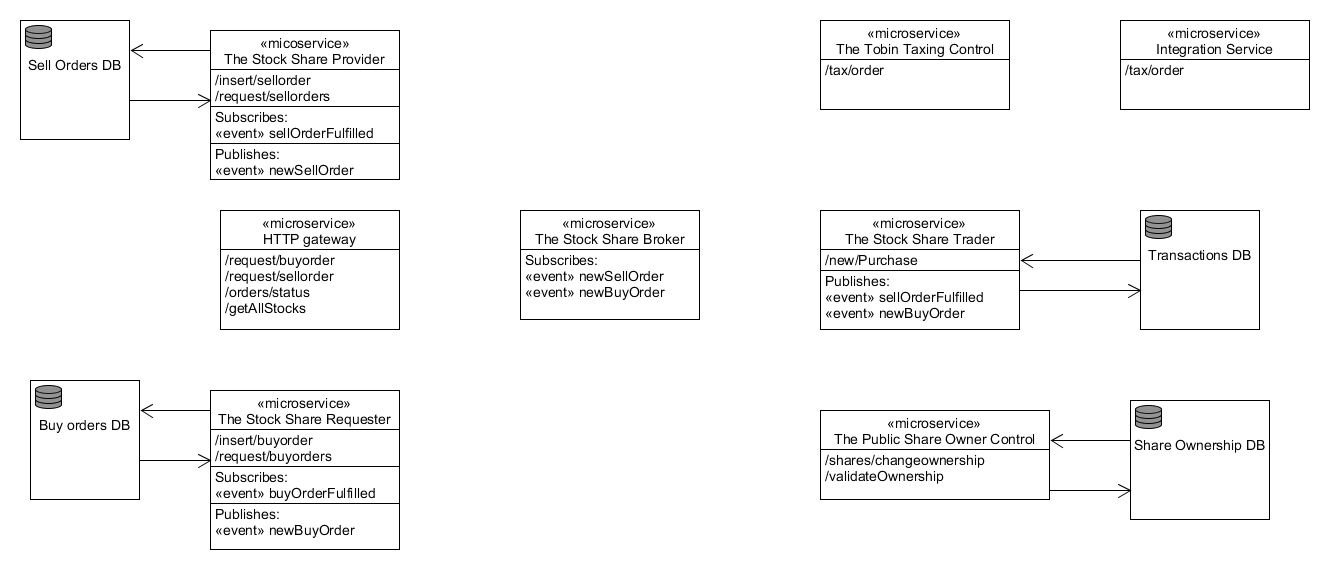 Sell Orders DB
«micoservice»
The Stock Share Provider
/insert/sellorder
/request/sellorders
Subscribes:
«event» sellOrderFulfilled
Publishes:
«event» newSellOrder
«microservice»
The Tobin Taxing Control
/tax/order
«microservice»
Integration Service
/tax/order
«microservice»
HTTP gateway
/request/buyorder
/request/sellorder
/orders/status
/getAllStocks
«microservice»
The Stock Share Broker
Subscribes:
«event» newSellOrder
«event» newBuyOrder
«microservice»
The Stock Share Trader
/new/Purchase
Publishes:
«event» sellOrderFulfilled
«event» newBuyOrder
Transactions DB
Buy orders DB
«microservice»
The Stock Share Requester
/insert/buyorder
/request/buyorders
Subscribes:
«event» buyOrderFulfilled
Publishes:
«event» newBuyOrder
«microservice»
The Public Share Owner Control
/shares/changeownership
/validateOwnership
Share Ownership DB